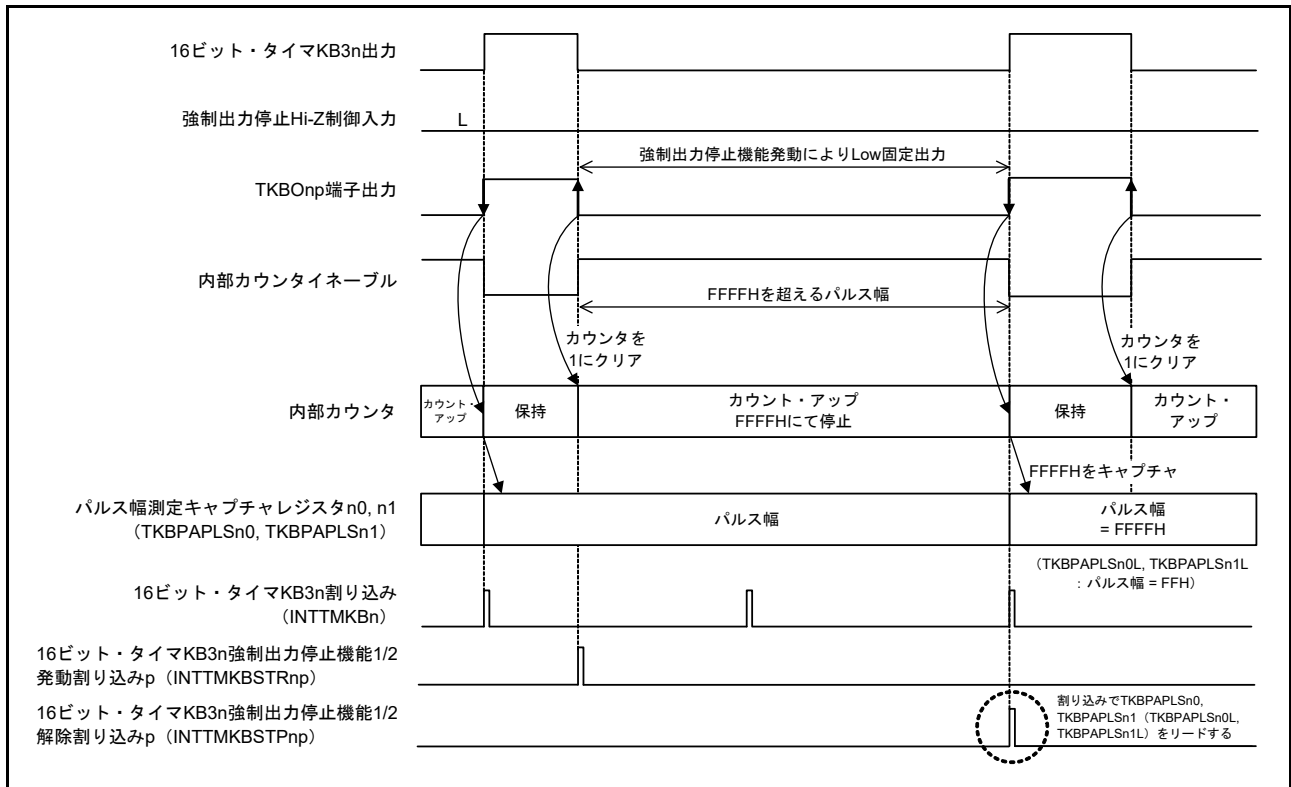 16ビット・タイマKB3n出力
強制出力停止Hi-Z制御入力
L
強制出力停止機能発動によりLow固定出力
TKBOnp端子出力
内部カウンタイネーブル
FFFFHを超えるパルス幅
カウンタを
1にクリア
カウンタを
1にクリア
内部カウンタ
カウント・
アップ
保持
カウント・アップ
FFFFHにて停止
保持
カウント・
アップ
FFFFHをキャプチャ
パルス幅測定キャプチャレジスタn0, n1
（TKBPAPLSn0, TKBPAPLSn1）
パルス幅
パルス幅
= FFFFH
（TKBPAPLSn0L, TKBPAPLSn1L
：パルス幅 = FFH）
16ビット・タイマKB3n割り込み
（INTTMKBn）
16ビット・タイマKB3n強制出力停止機能1/2
発動割り込みp（INTTMKBSTRnp）
16ビット・タイマKB3n強制出力停止機能1/2
解除割り込みp（INTTMKBSTPnp）
割り込みでTKBPAPLSn0,
TKBPAPLSn1（TKBPAPLSn0L,
TKBPAPLSn1L）をリードする